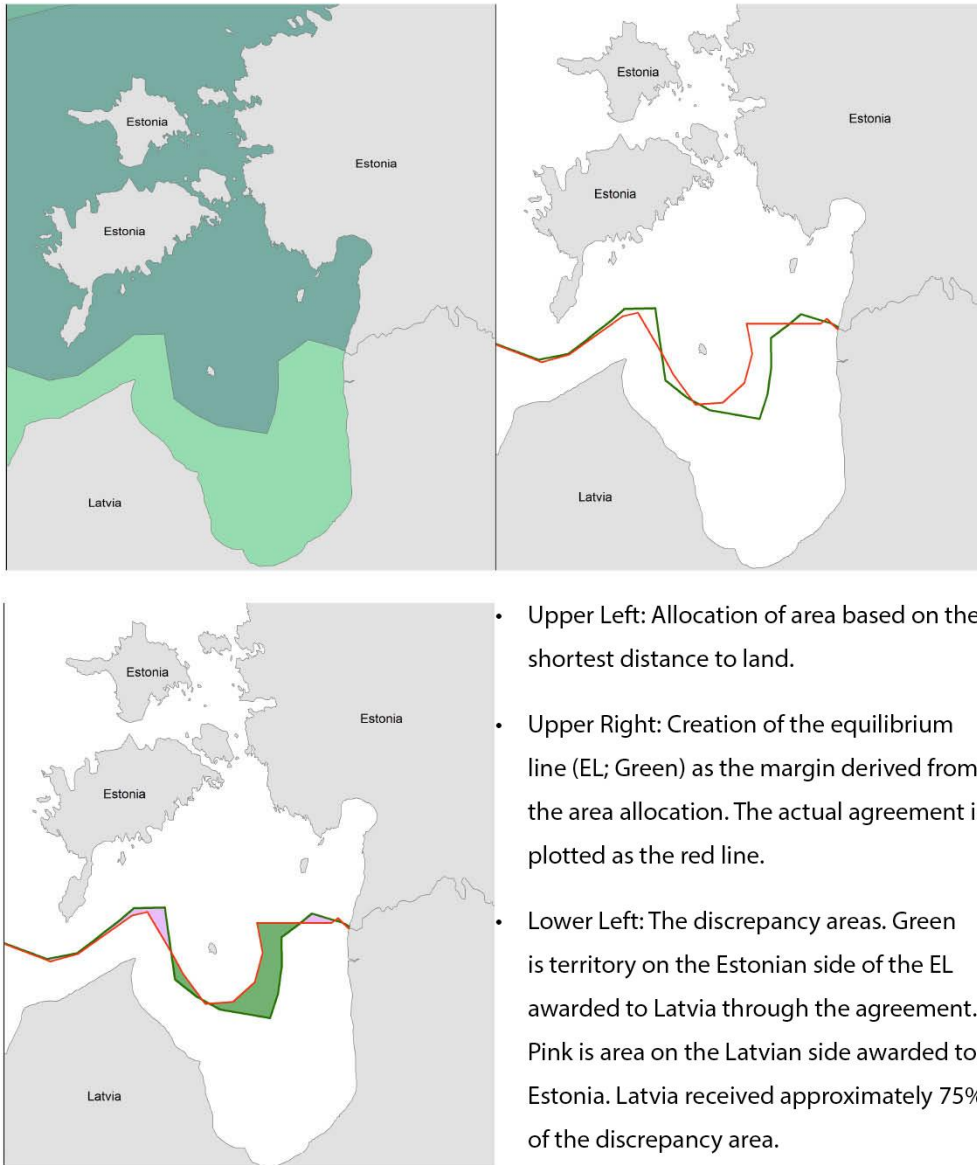 Estonia
Estonia
Estonia
Latvia
Estonia
Estonia
Estonia
Latvia
Estonia
Estonia
Estonia
Latvia
• Upper Left: Allocation of area based on the
shortest distance to land.
• Upper Right: Creation of the equilibrium
line (EL; Green) as the margin derived from
the area allocation. The actual agreement i
plotted as the red line.
• Lower Left: The discrepancy areas. Green
is territory on the Estonian side of the EL
awarded to Latvia through the agreement.
Pink is area on the Latvian side awarded to
Estonia. Latvia received approximately 75%
of the discrepancy area.